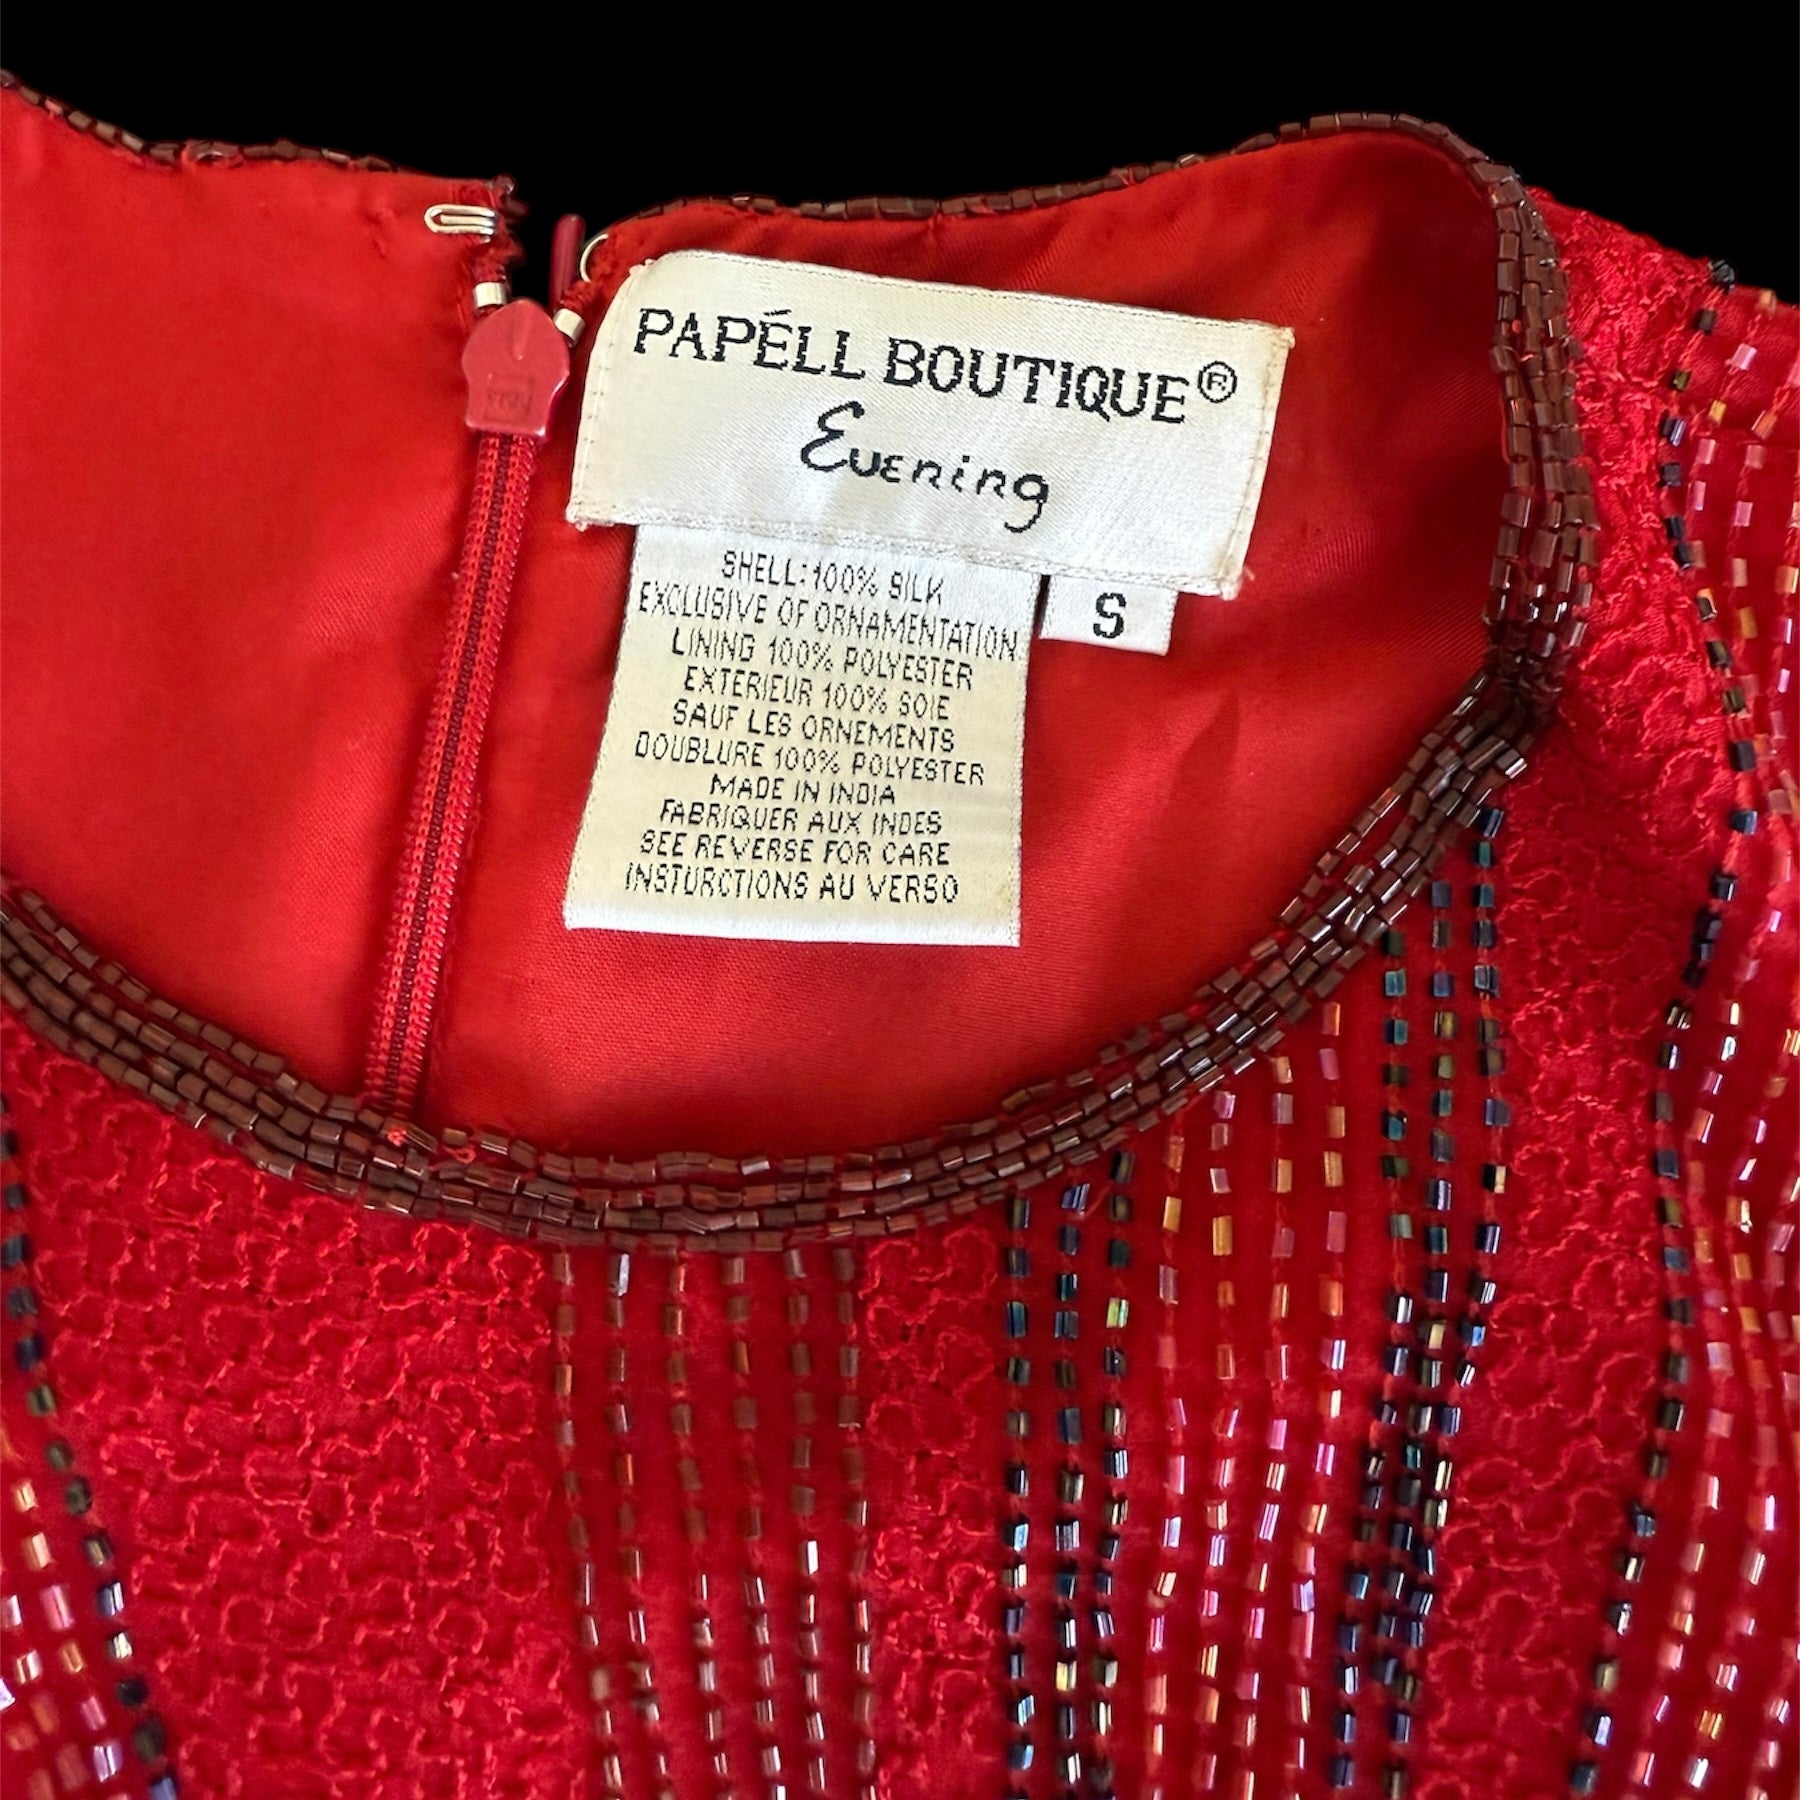 PAPÉLL BOUTIQUE®
Evening
SHELL:100% SILK
EXCLUSIVE OF ORNAMENTATION
LINING 100% POLYESTER
EXTERIEUR 100% SOIE
SAUF LES ORNEMENTS
DOUBLURE 100% POLYESTER
MADE IN INDIA
FABRIQUER AUX INDES
SEE REVERSE FOR CARE
INSTURCTIONS AU VERSO
S